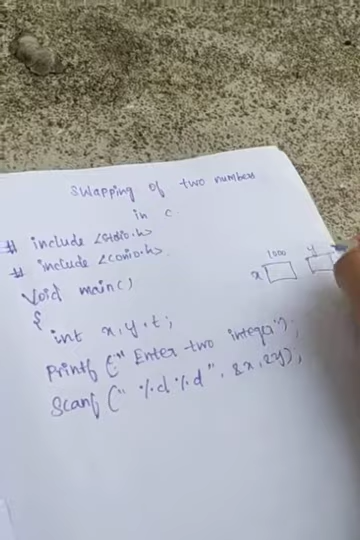 Swapping of two numbers
in c
# include <stdio.h>
# include <conio.h>
Void main()
{
int x, y, t;
Printf (" Enter two integer");
Scanf (" %d %d ", &x, &y);
1000
x
y